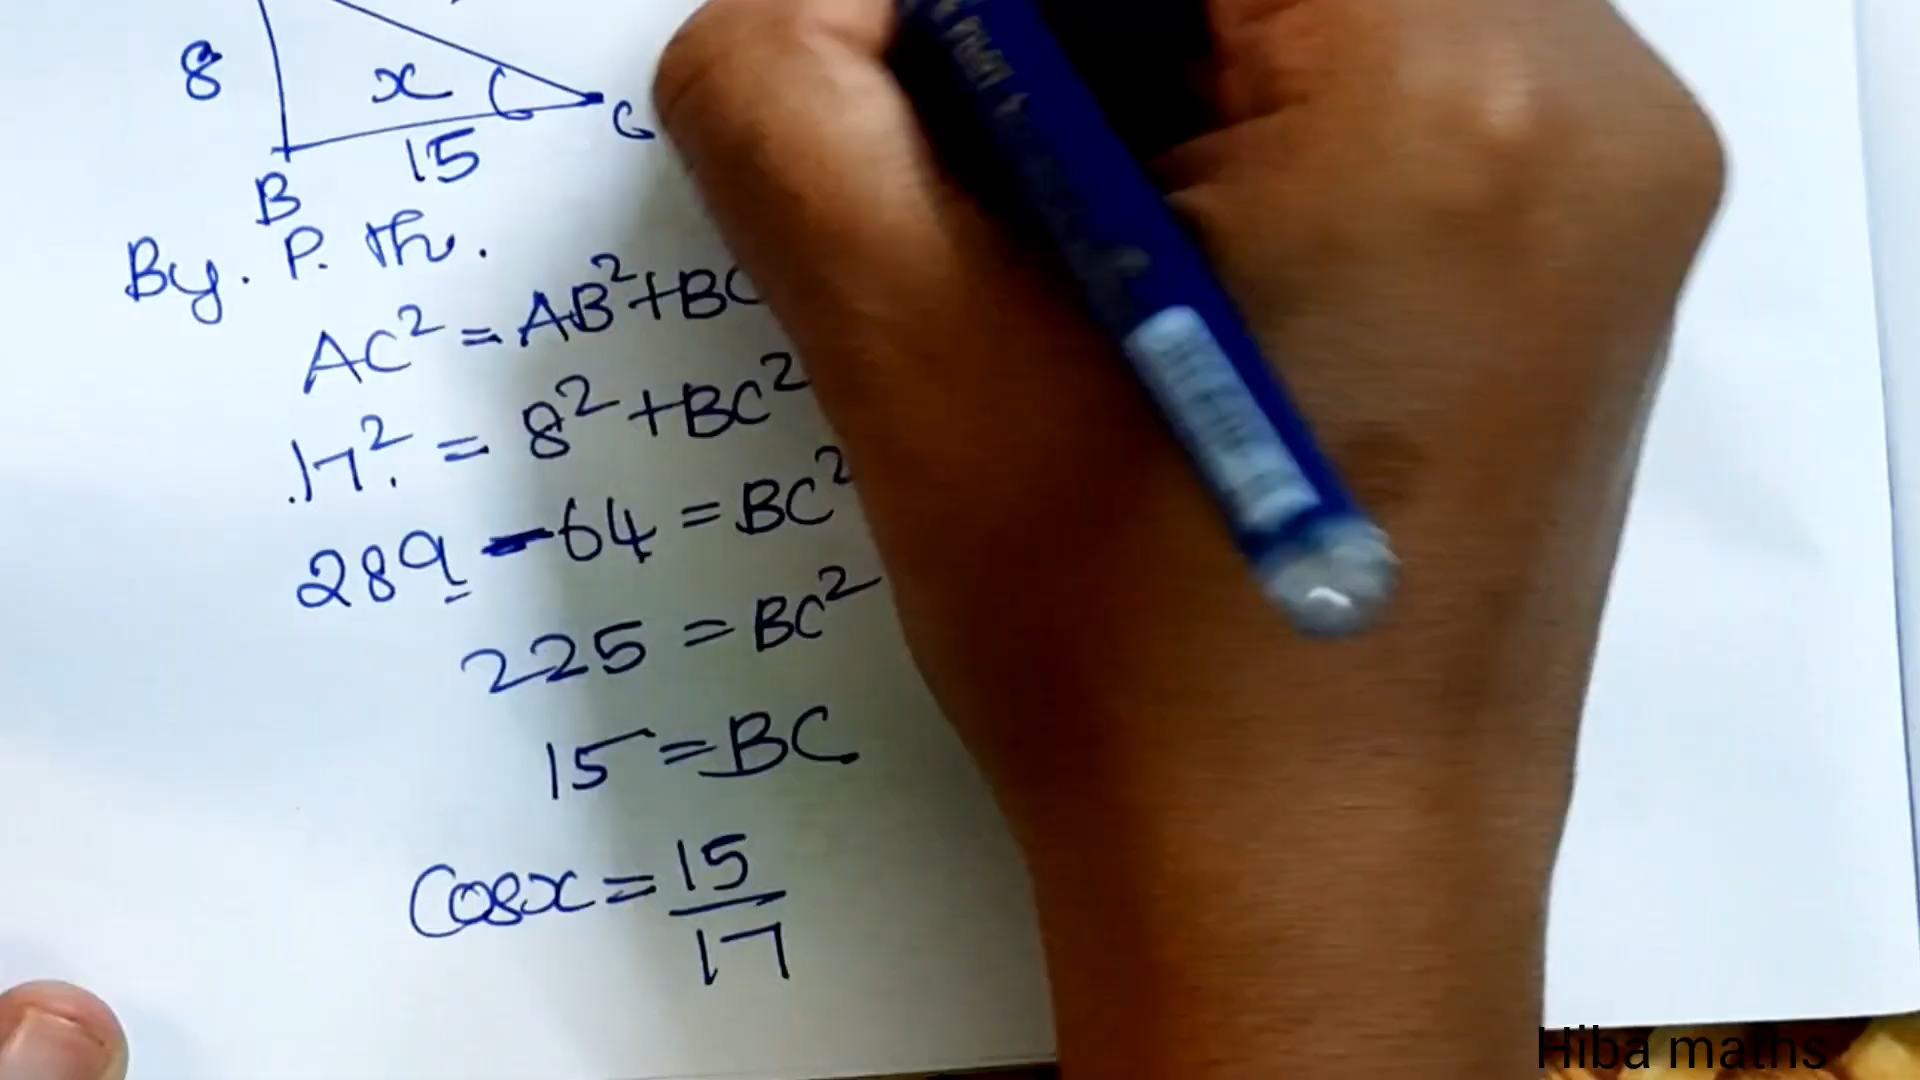 8
x
C
15
B
By. P. th.
AC² = AB² + BC
17² = 8² + BC²
289 - 64 = BC²
225 = BC²
15 = BC
Cosx = 15/17
Hiba maths